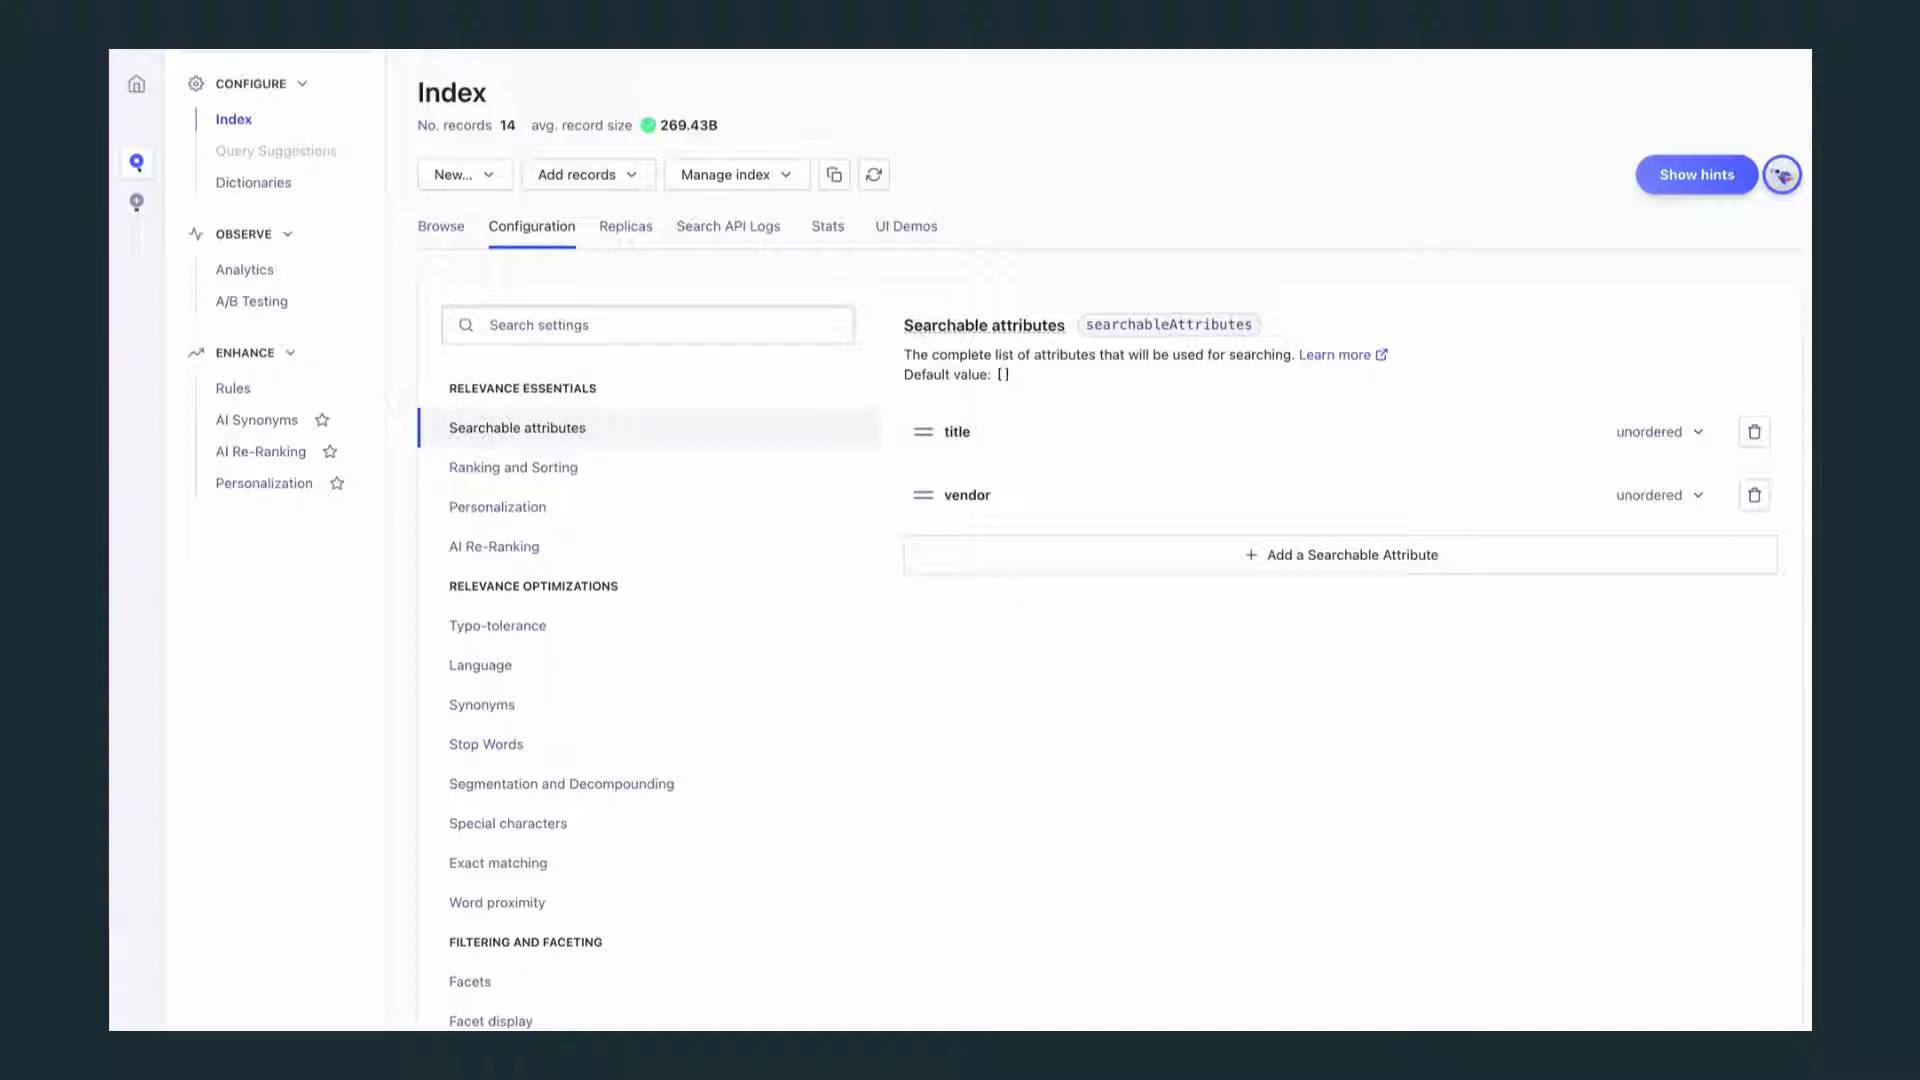 CONFIGURE
Index
Query Suggestions
Dictionaries
OBSERVE
Analytics
A/B Testing
ENHANCE
Rules
AI Synonyms
AI Re-Ranking
Personalization
Index
No. records 14 avg. record size 269.43B
New... Add records Manage index
Show hints
Browse Configuration Replicas Search API Logs Stats UI Demos
Search settings
RELEVANCE ESSENTIALS
Searchable attributes
Ranking and Sorting
Personalization
AI Re-Ranking
RELEVANCE OPTIMIZATIONS
Typo-tolerance
Language
Synonyms
Stop Words
Segmentation and Decompounding
Special characters
Exact matching
Word proximity
FILTERING AND FACETING
Facets
Facet display
Searchable attributes searchableAttributes
The complete list of attributes that will be used for searching. Learn more
Default value: []
title unordered
vendor unordered
+ Add a Searchable Attribute